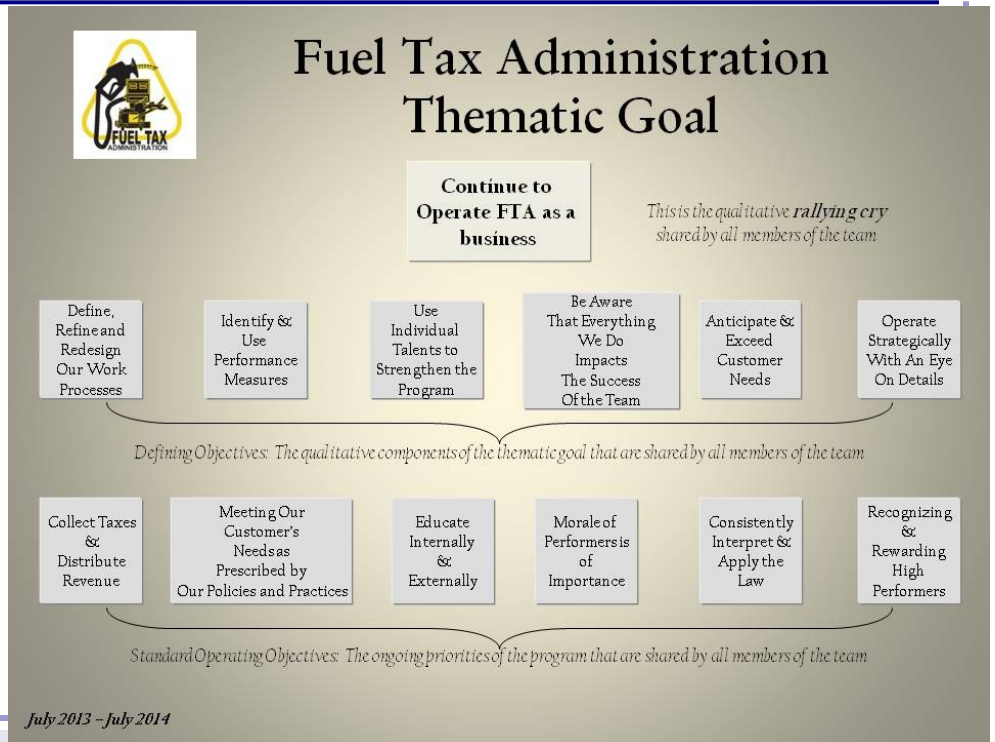 FUEL TAX
ADMINISTRATION
Fuel Tax Administration
Thematic Goal
Continue to
Operate FTA as a
business
This is the qualitative rallying cry
shared by all members of the team
Define,
Refine and
Redesign
Our Work
Processes
Identify &
Use
Performance
Measures
Use
Individual
Talents to
Strengthen the
Program
Be Aware
That Everything
We Do
Impacts
The Success
Of the Team
Anticipate &
Exceed
Customer
Needs
Operate
Strategically
With An Eye
On Details
Defining Objectives: The qualitative components of the thematic goal that are shared by all members of the team
Collect Taxes
&
Distribute
Revenue
Meeting Our
Customer's
Needs as
Prescribed by
Our Policies and Practices
Educate
Internally
&
Externally
Morale of
Performers is
of
Importance
Consistently
Interpret &
Apply the
Law
Recognizing
&
Rewarding
High
Performers
Standard Operating Objectives: The ongoing priorities of the program that are shared by all members of the team
July 2013 – July 2014